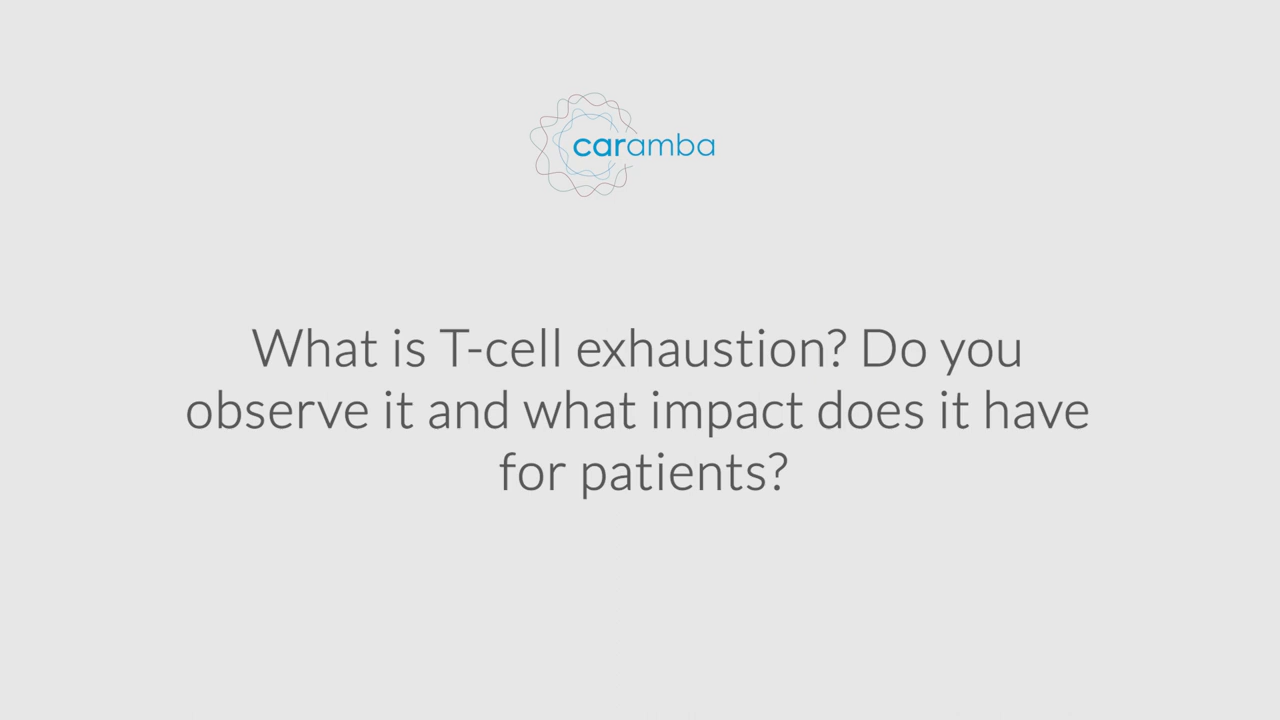 caramba
What is T-cell exhaustion? Do you
observe it and what impact does it have
for patients?